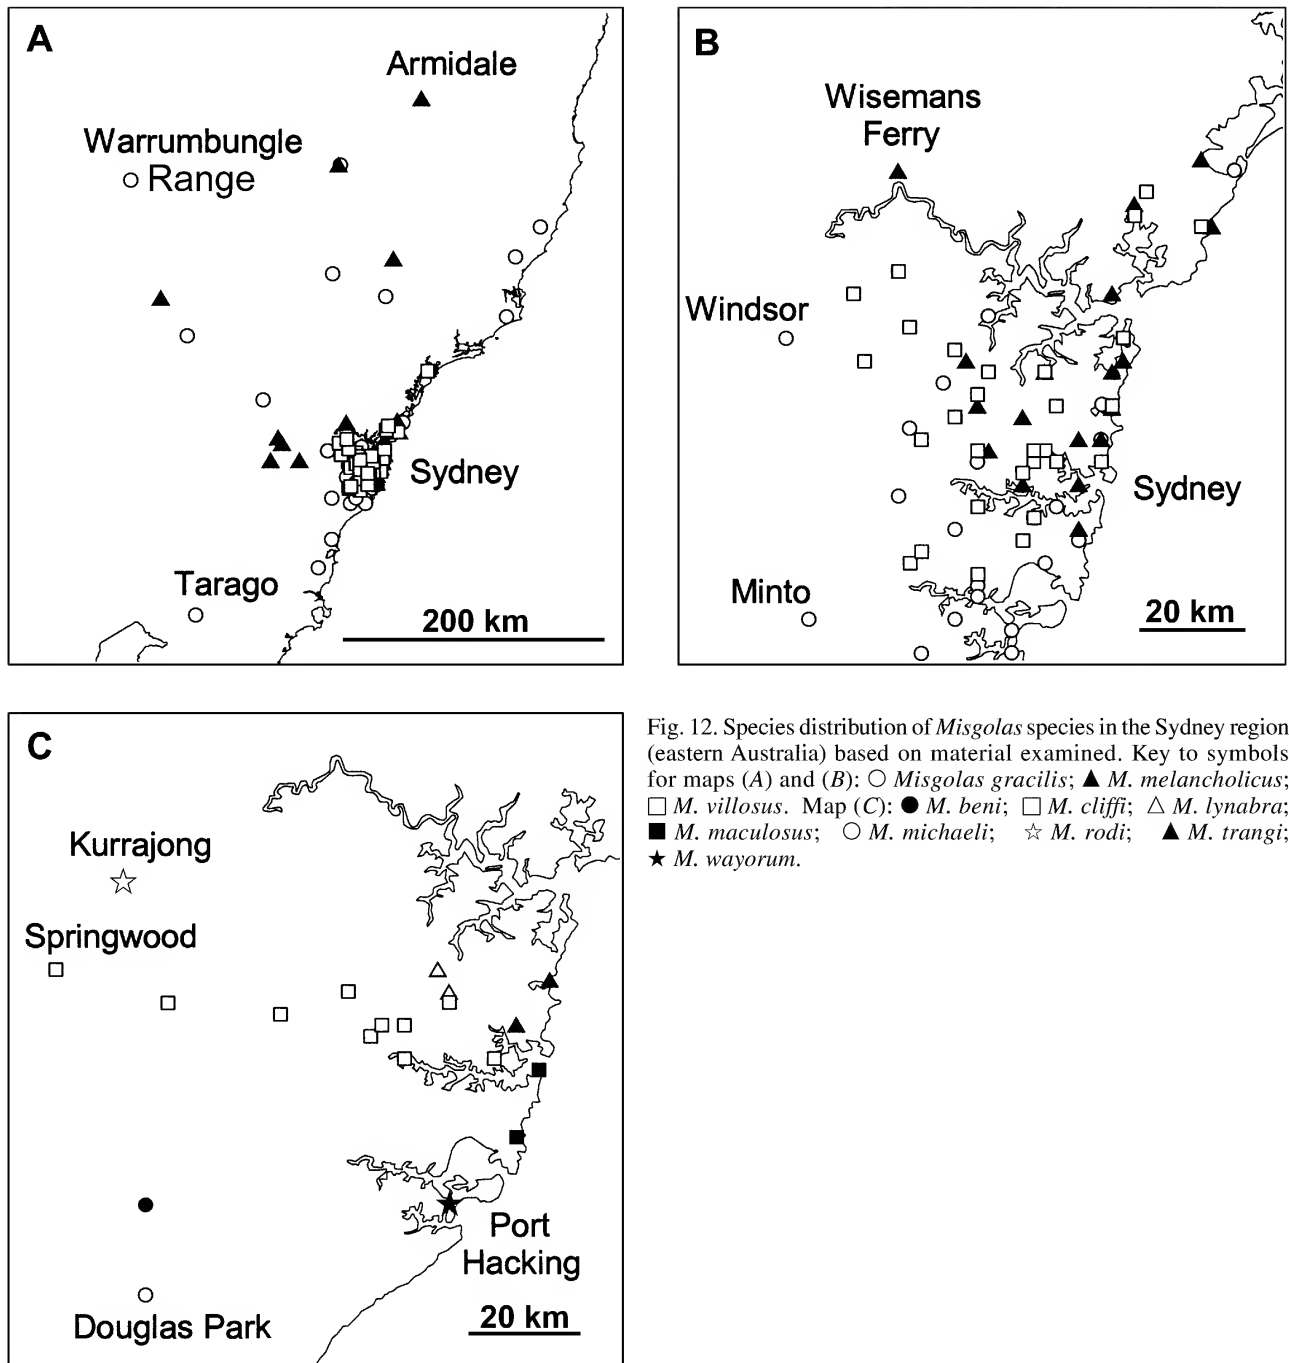 A
Armidale
Warrumbungle
Range
Sydney
Tarago
200 km
B
Wisemans
Ferry
Windsor
Sydney
Minto
20 km
C
Kurrajong
Springwood
Port
Hacking
20 km
Douglas Park
Fig. 12. Species distribution of Misgolas species in the Sydney region
(eastern Australia) based on material examined. Key to symbols
for maps (A) and (B): ○ Misgolas gracilis; ▲ M. melancholicus;
□ M. villosus. Map (C): ● M. beni; □ M. cliffi; △ M. lynabra;
■ M. maculosus; ○ M. michaeli; ☆ M. rodi; ▲ M. trangi;
★ M. wayorum.